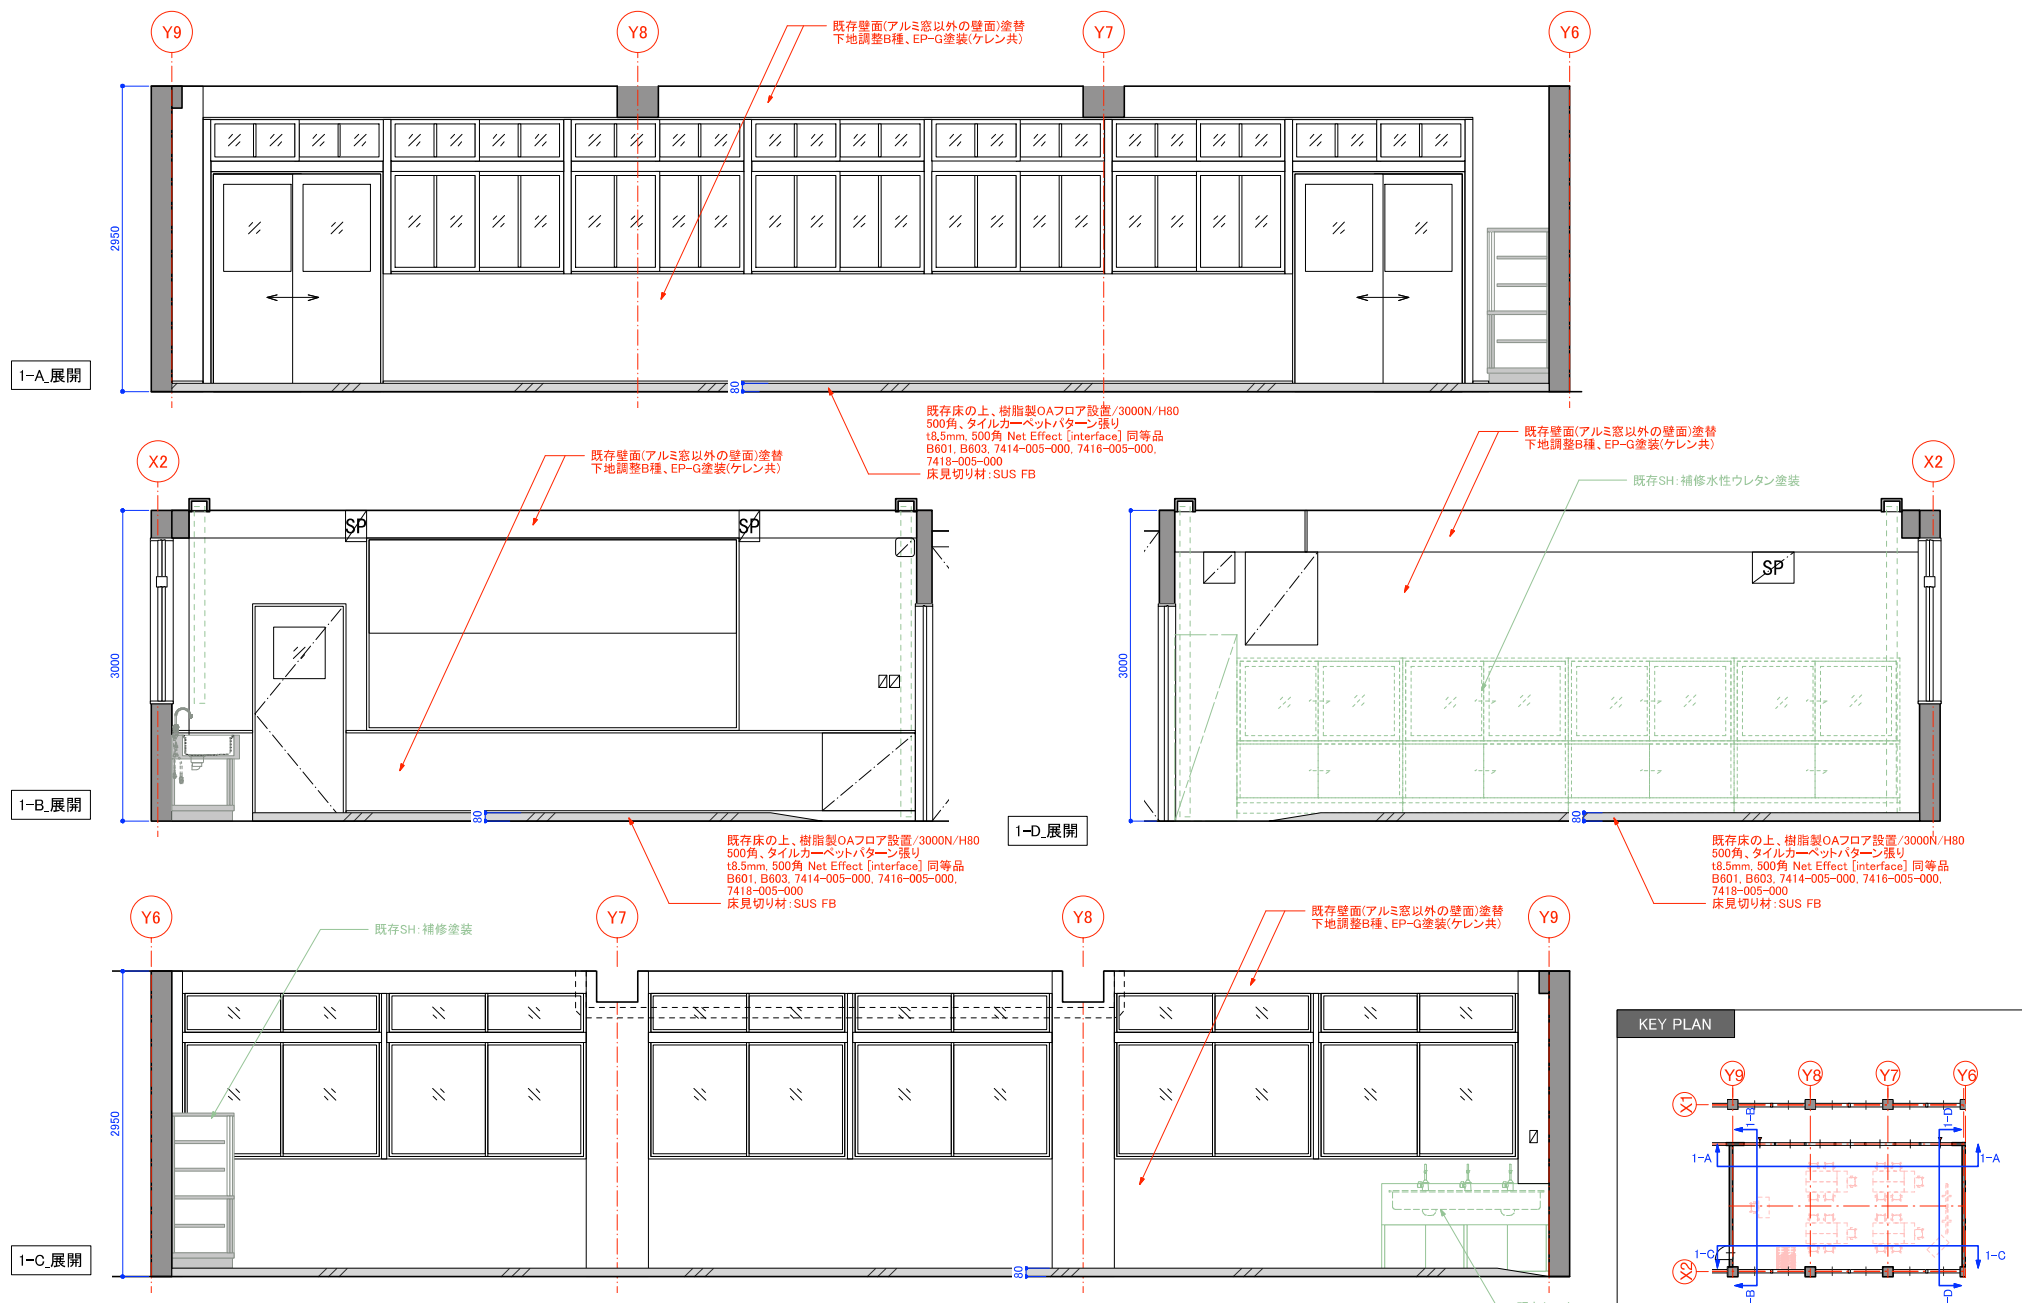 Y9
Y8
Y7
Y6
既存壁面(アルミ窓以外の壁面)塗替
下地調整B種、EP-G塗装(ケレン共)
2950
80
1-A_展開
既存床の上、樹脂製OAフロア設置/3000N/H80
500角、タイルカーペットパターン張り
t8.5mm, 500角 Net Effect [interface] 同等品
B601, B603, 7414-005-000, 7416-005-000,
7418-005-000
床見切り材:SUS FB
X2
既存壁面(アルミ窓以外の壁面)塗替
下地調整B種、EP-G塗装(ケレン共)
SP
SP
3000
80
1-B_展開
既存床の上、樹脂製OAフロア設置/3000N/H80
500角、タイルカーペットパターン張り
t8.5mm, 500角 Net Effect [interface] 同等品
B601, B603, 7414-005-000, 7416-005-000,
7418-005-000
床見切り材:SUS FB
既存壁面(アルミ窓以外の壁面)塗替
下地調整B種、EP-G塗装(ケレン共)
X2
既存SH:補修水性ウレタン塗装
SP
3000
80
1-D_展開
既存床の上、樹脂製OAフロア設置/3000N/H80
500角、タイルカーペットパターン張り
t8.5mm, 500角 Net Effect [interface] 同等品
B601, B603, 7414-005-000, 7416-005-000,
7418-005-000
床見切り材:SUS FB
Y6
Y7
Y8
Y9
既存SH:補修塗装
既存壁面(アルミ窓以外の壁面)塗替
下地調整B種、EP-G塗装(ケレン共)
2950
80
1-C_展開
KEY PLAN
Y9
Y8
Y7
Y6
X1
1-B
1-D
1-A
1-A
1-C
1-C
X2